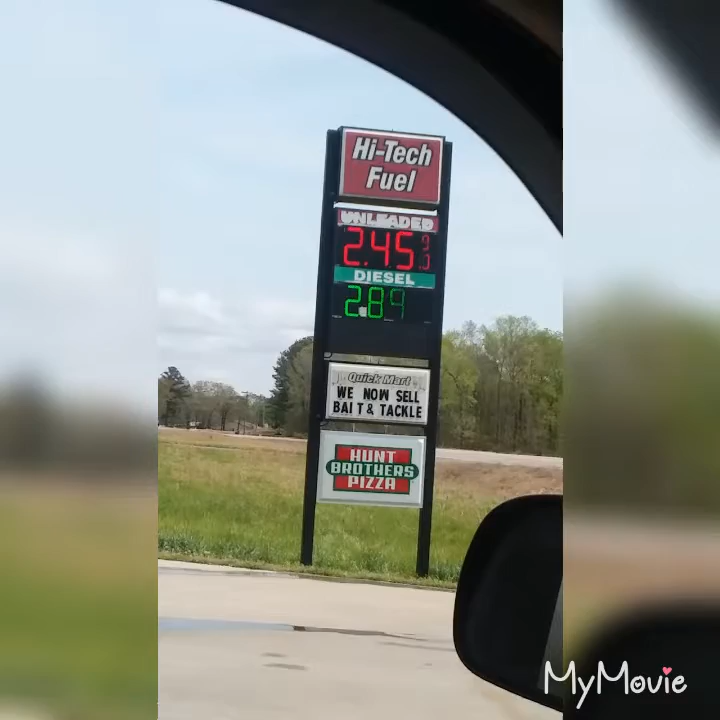 Hi-Tech
Fuel
UNLEADED
2.45 9
DIESEL
2.89
Quick Mart
WE NOW SELL
BAIT & TACKLE
HUNT
BROTHERS
PIZZA
MyMovie